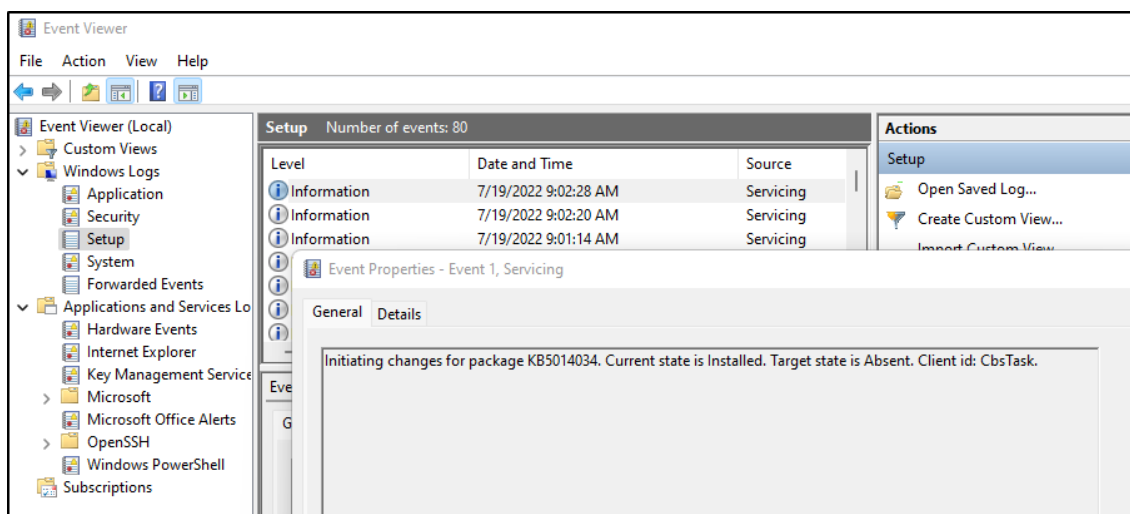 Event Viewer
File Action View Help
Event Viewer (Local)
Custom Views
Windows Logs
Application
Security
Setup
System
Forwarded Events
Applications and Services Lo
Hardware Events
Internet Explorer
Key Management Service
Microsoft
Microsoft Office Alerts
OpenSSH
Windows PowerShell
Subscriptions
Setup Number of events: 80
Level Date and Time Source
Information 7/19/2022 9:02:28 AM Servicing
Information 7/19/2022 9:02:20 AM Servicing
Information 7/19/2022 9:01:14 AM Servicing
Eve
G
Event Properties - Event 1, Servicing
General Details
Initiating changes for package KB5014034. Current state is Installed. Target state is Absent. Client id: CbsTask.
Actions
Setup
Open Saved Log...
Create Custom View...
Import Custom View